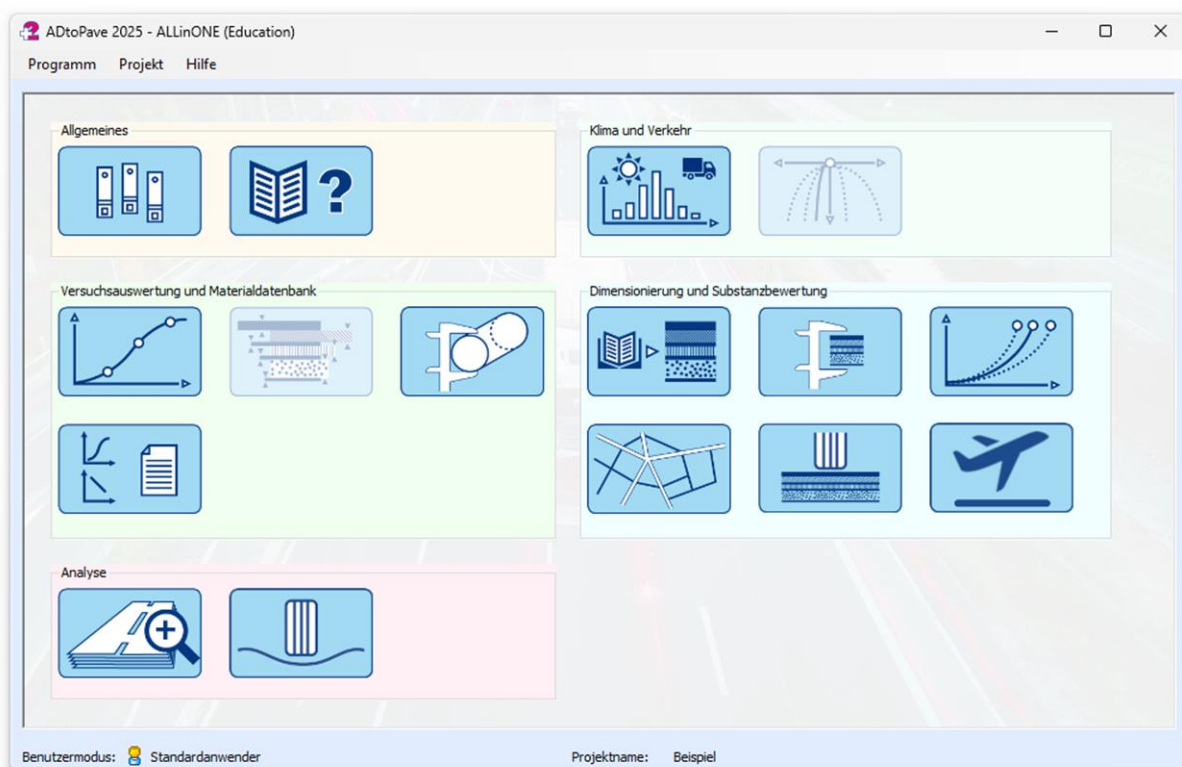 ADtoPave 2025 - ALLinONE (Education)
Programm Projekt Hilfe
Allgemeines
Klima und Verkehr
?
Versuchsauswertung und Materialdatenbank
Dimensionierung und Substanzbewertung
Analyse
Benutzermodus: Standardanwender
Projektname: Beispiel